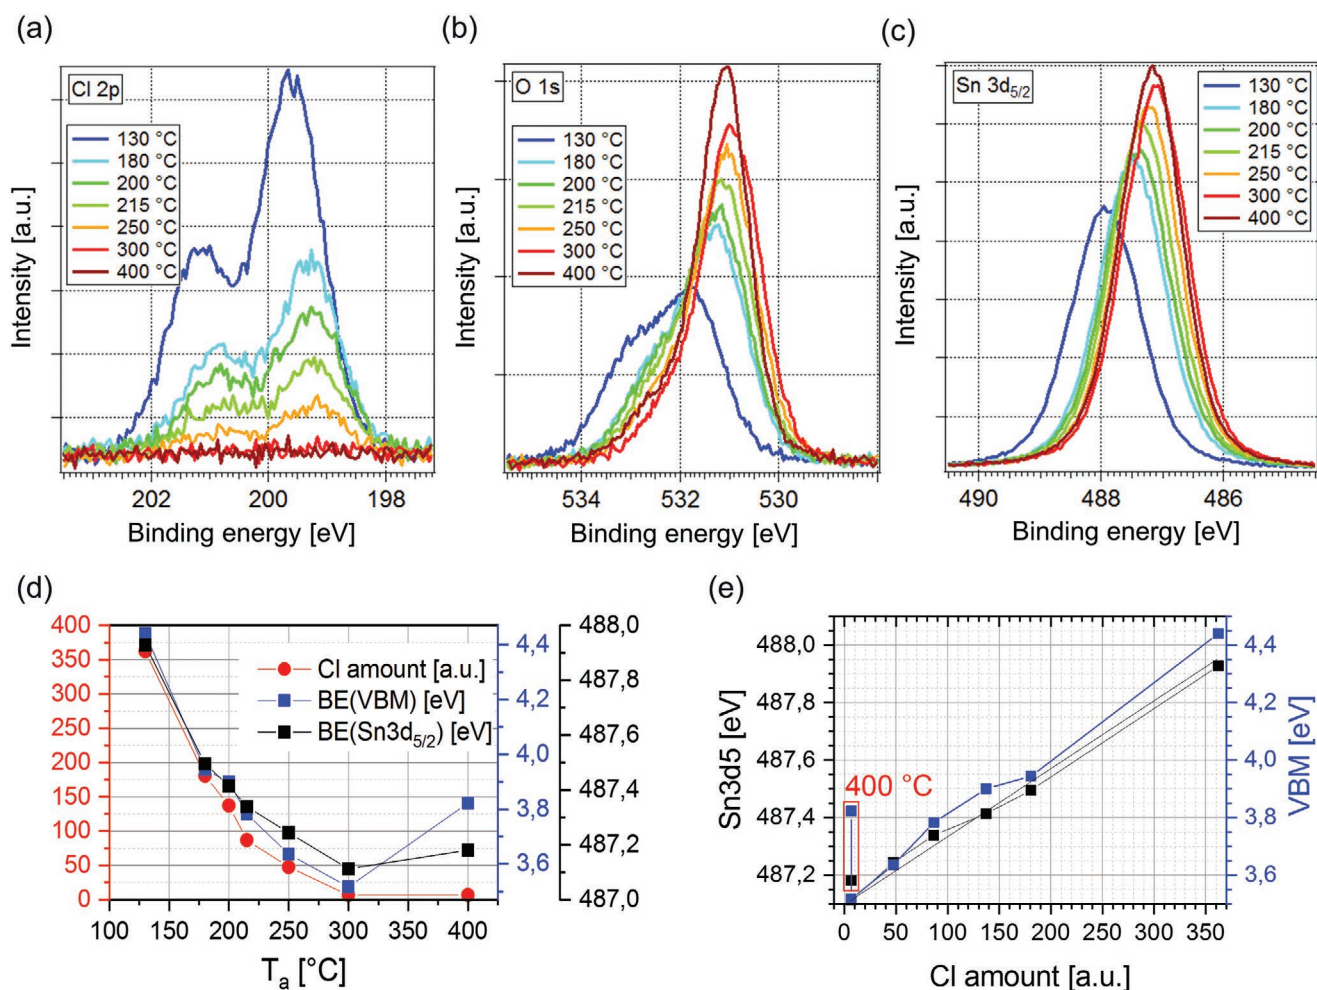 (a)
(b)
(c)
Cl 2p
130 °C
180 °C
200 °C
215 °C
250 °C
300 °C
400 °C
Intensity [a.u.]
202
200
198
Binding energy [eV]
O 1s
130 °C
180 °C
200 °C
215 °C
250 °C
300 °C
400 °C
Intensity [a.u.]
534
532
530
Binding energy [eV]
Sn 3d5/2
130 °C
180 °C
200 °C
215 °C
250 °C
300 °C
400 °C
Intensity [a.u.]
490
488
486
Binding energy [eV]
(d)
400
350
300
250
200
150
100
50
0
Cl amount [a.u.]
BE(VBM) [eV]
BE(Sn3d5/2) [eV]
4,4
4,2
4,0
3,8
3,6
488,0
487,8
487,6
487,4
487,2
487,0
100 150 200 250 300 350 400
Ta [°C]
(e)
Sn3d5 [eV]
488,0
487,8
487,6
487,4
487,2
400 °C
4,4
4,2
4,0
3,8
3,6
VBM [eV]
0 50 100 150 200 250 300 350
Cl amount [a.u.]